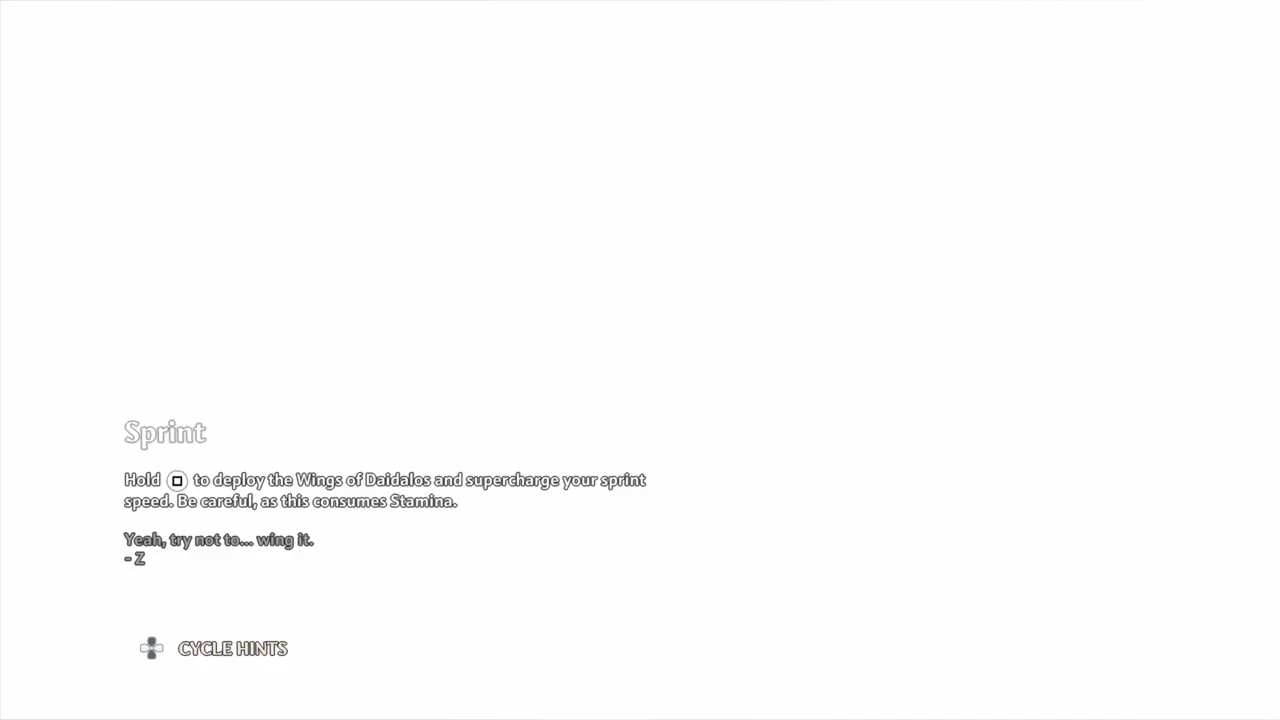 Sprint
Hold to deploy the Wings of Daidalos and supercharge your sprint
speed. Be careful, as this consumes Stamina.
Yeah, try not to... wing it.
- Z
CYCLE HINTS